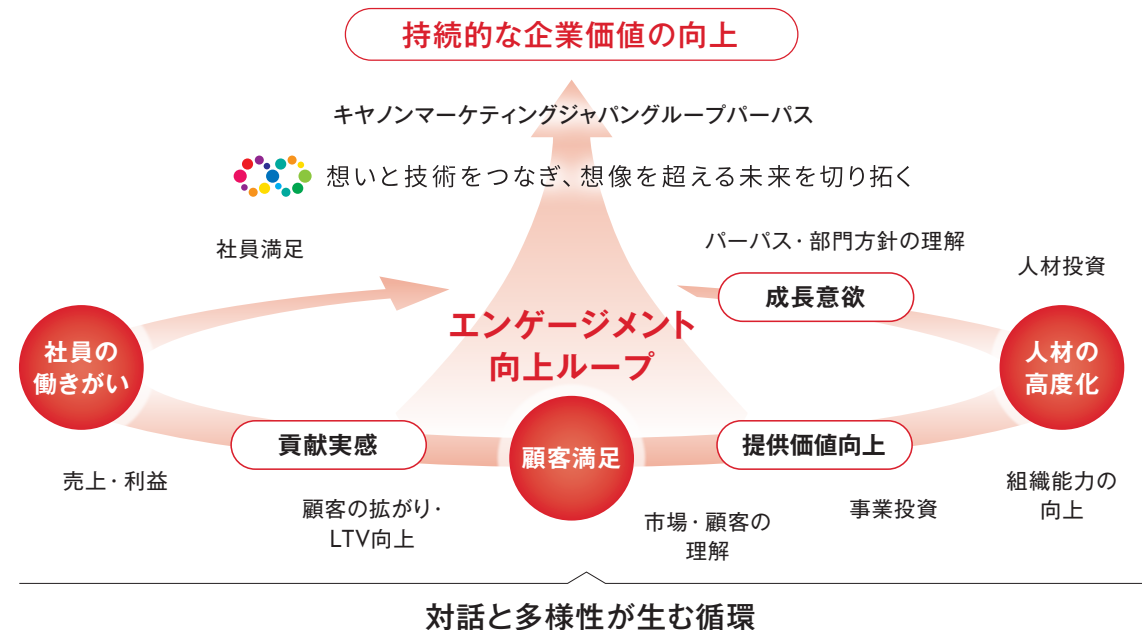 持続的な企業価値の向上
キヤノンマーケティングジャパングループパーパス
想いと技術をつなぎ、想像を超える未来を切り拓く
社員満足
パーパス・部門方針の理解
人材投資
成長意欲
エンゲージメント
向上ループ
社員の
働きがい
人材の
高度化
貢献実感
顧客満足
提供価値向上
売上・利益
顧客の拡がり・
LTV向上
市場・顧客の
理解
事業投資
組織能力の
向上
対話と多様性が生む循環